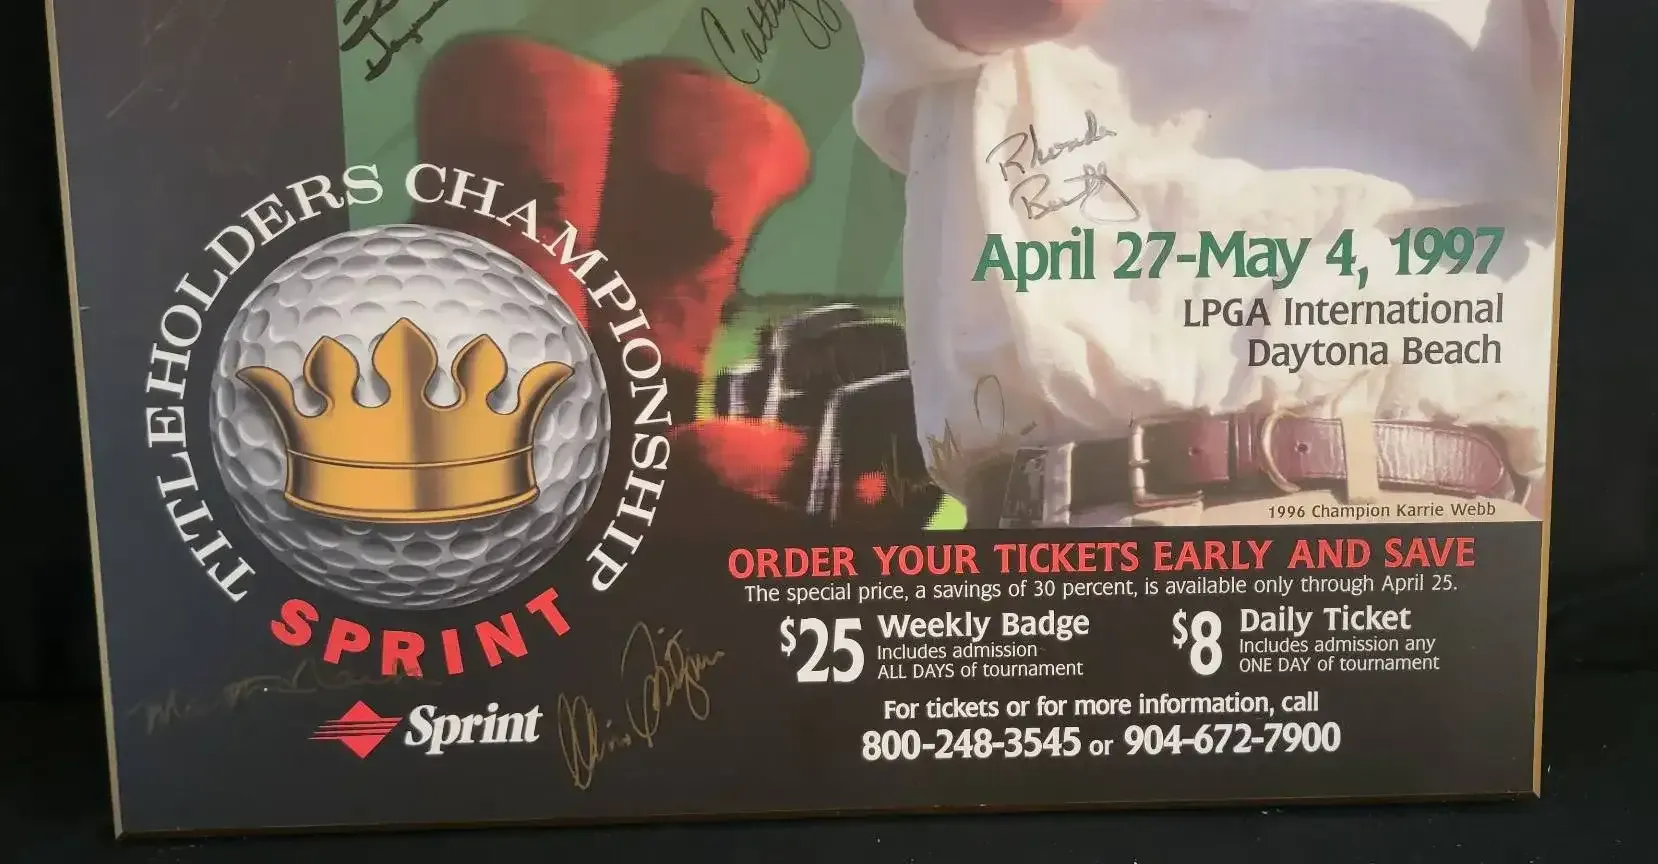 Rhonda
TITLEHOLDERS CHAMPIONSHIP
SPRINT
Sprint
April 27-May 4, 1997
LPGA International
Daytona Beach
1996 Champion Karrie Webb
ORDER YOUR TICKETS EARLY AND SAVE
The special price, a savings of 30 percent, is available only through April 25.
$25 Weekly Badge
Includes admission
ALL DAYS of tournament
$8 Daily Ticket
Includes admission any
ONE DAY of tournament
For tickets or for more information, call
800-248-3545 or 904-672-7900